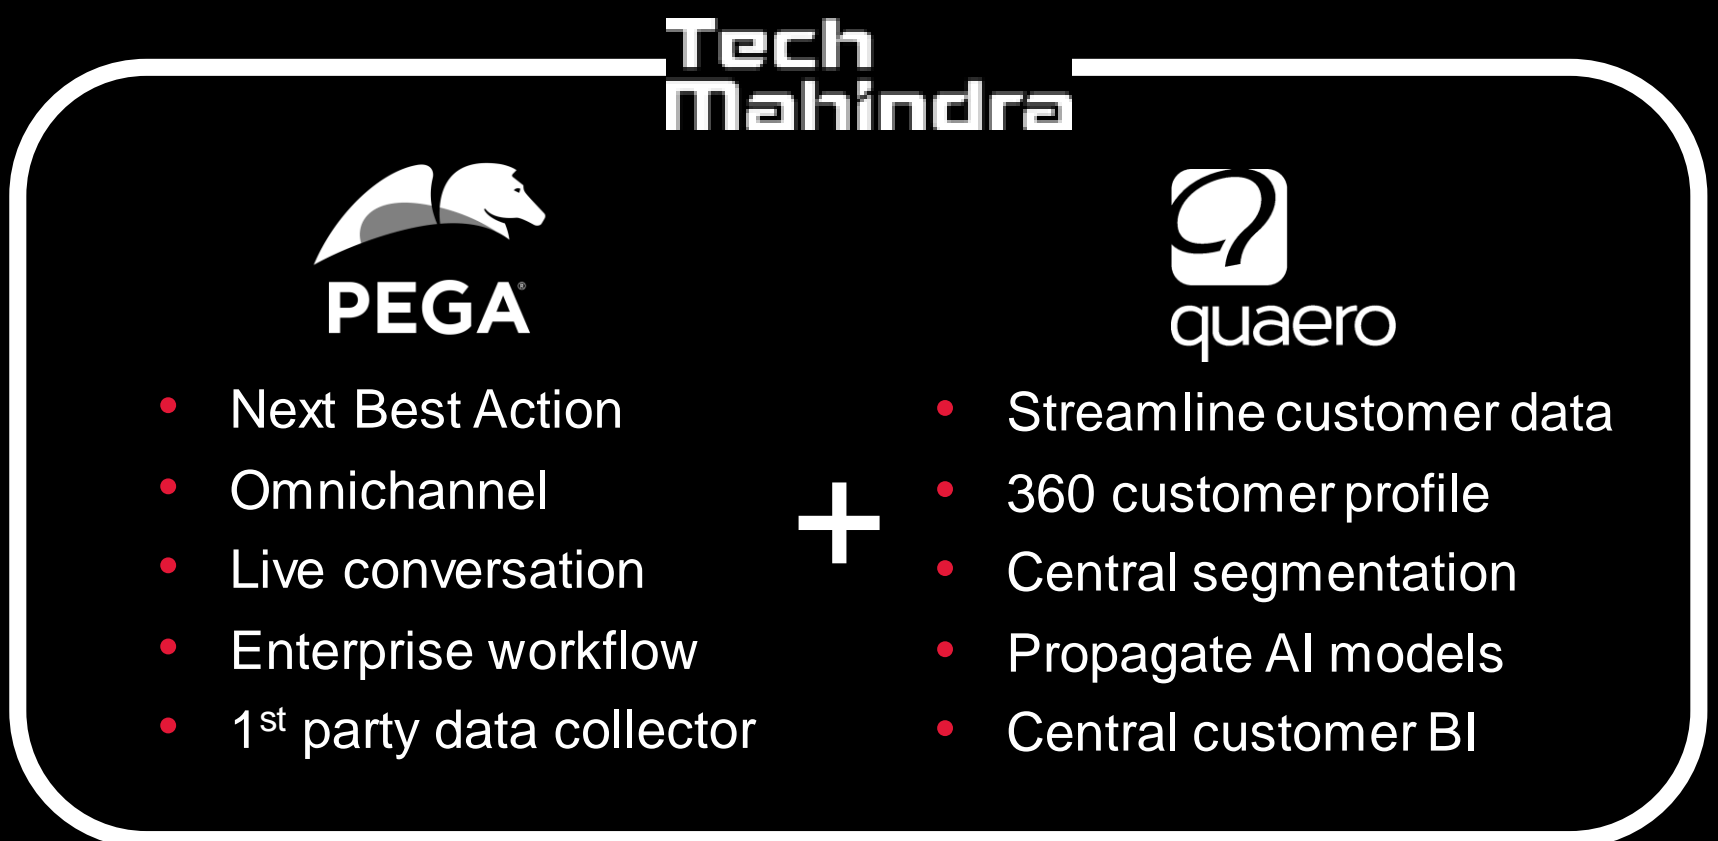 Tech
Mahindra
PEGA®
• Next Best Action
• Omnichannel
• Live conversation
• Enterprise workflow
• 1st party data collector
+
quaero
• Streamline customer data
• 360 customer profile
• Central segmentation
• Propagate AI models
• Central customer BI